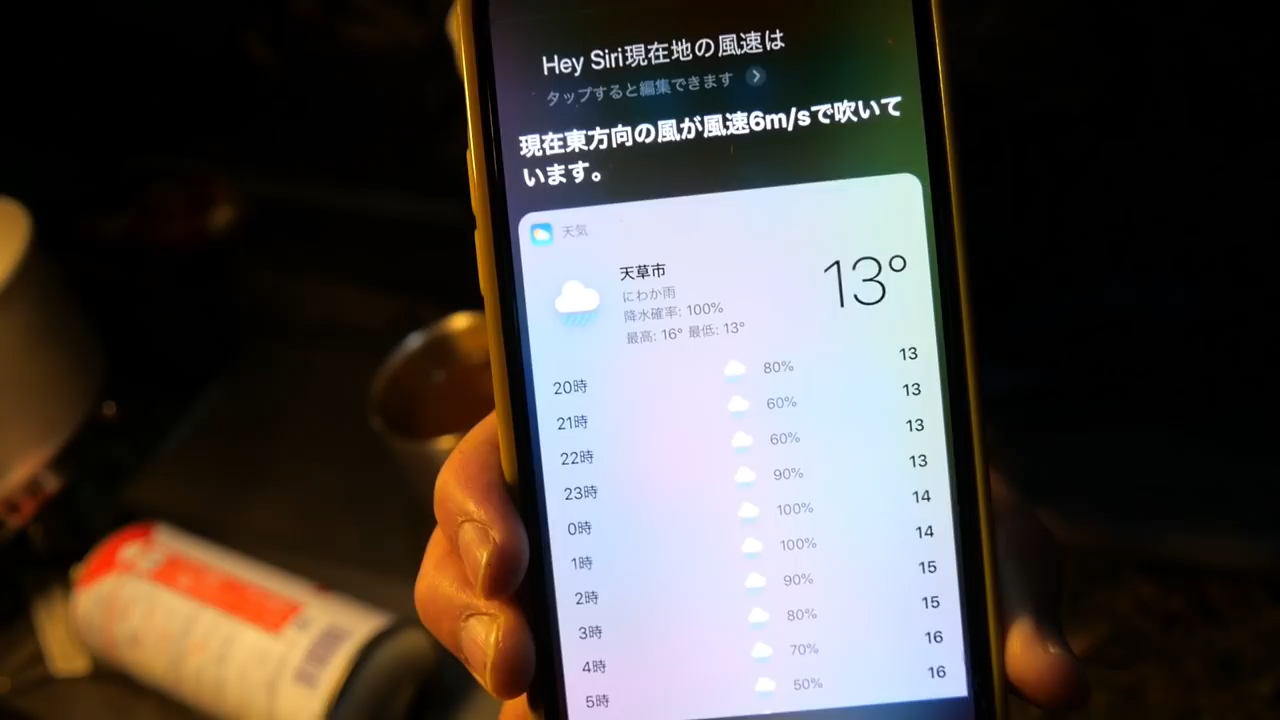 Hey Siri現在地の風速は
タップすると編集できます
現在東方向の風が風速6m/sで吹いて
います。
天気
天草市
にわか雨
降水確率: 100%
最高: 16° 最低: 13°
13°
20時 80% 13
21時 60% 13
22時 60% 13
23時 90% 13
0時 100% 14
1時 100% 14
2時 90% 15
3時 80% 15
4時 70% 16
5時 50% 16